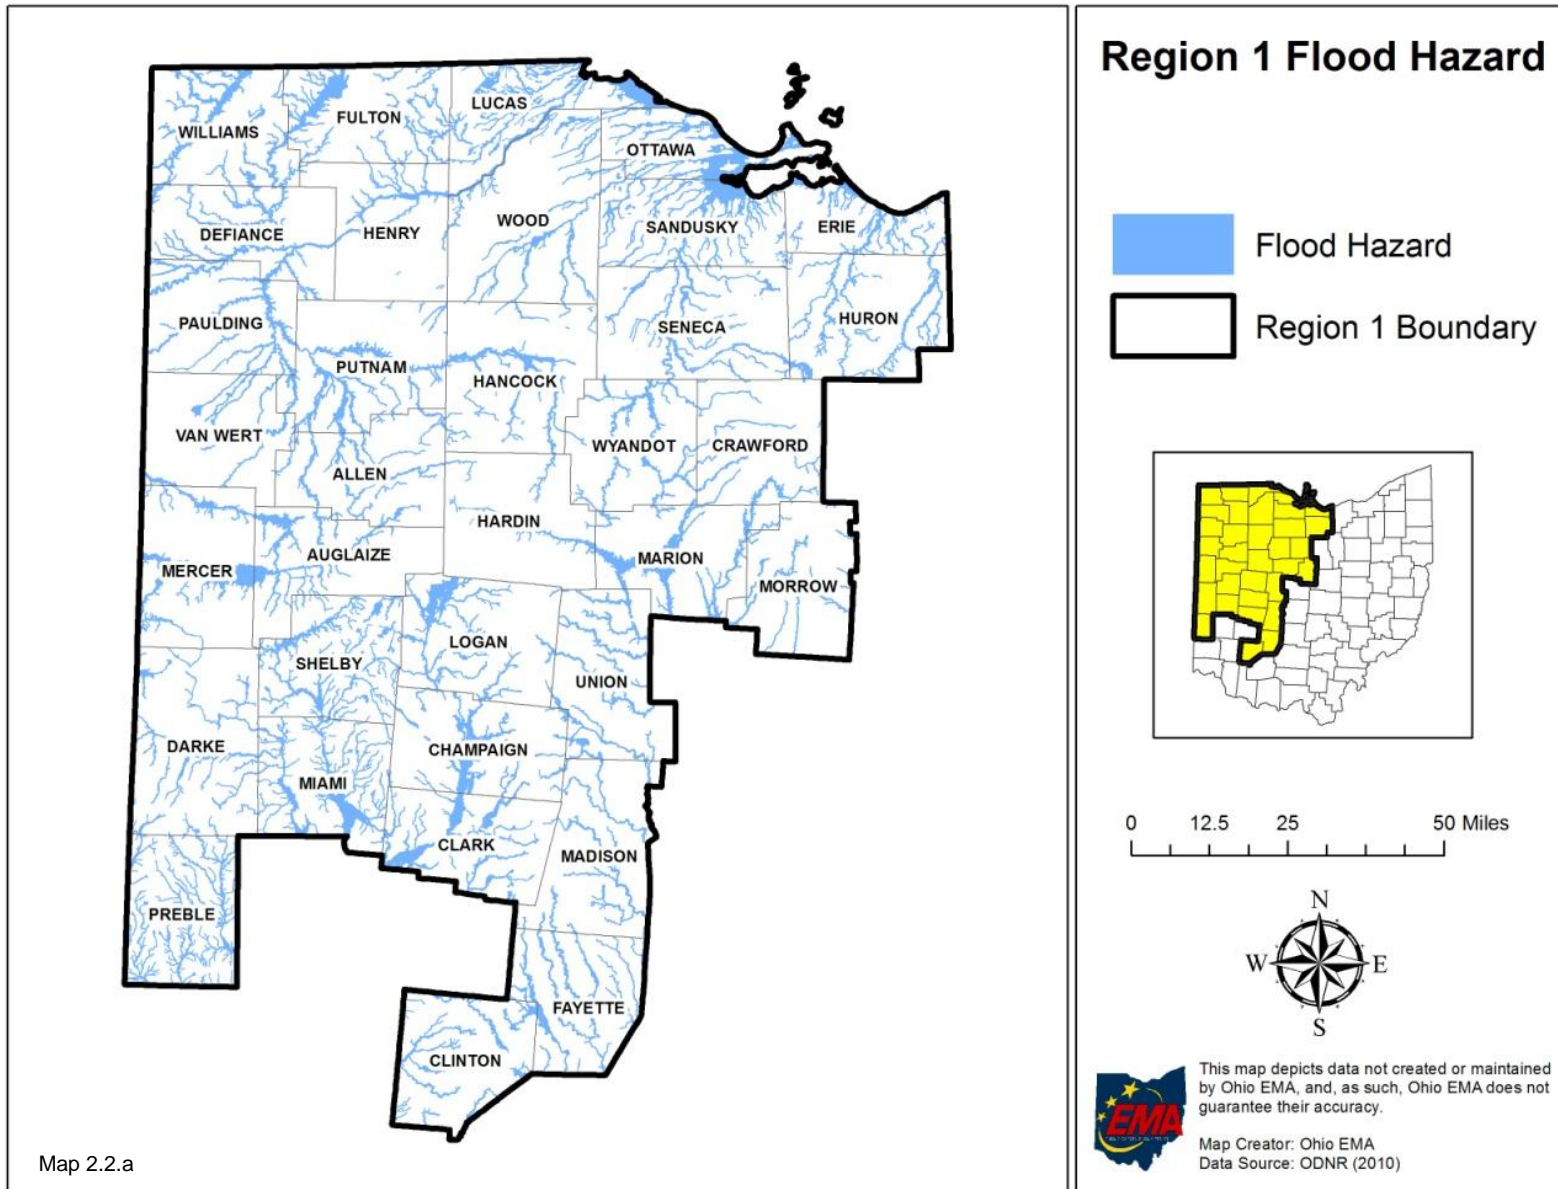 Region 1 Flood Hazard
WILLIAMS
FULTON
LUCAS
OTTAWA
DEFIANCE
HENRY
WOOD
SANDUSKY
ERIE
PAULDING
PUTNAM
HANCOCK
SENECA
HURON
VAN WERT
ALLEN
WYANDOT
CRAWFORD
MERCER
AUGLAIZE
HARDIN
MARION
MORROW
SHELBY
LOGAN
UNION
DARKE
MIAMI
CHAMPAIGN
CLARK
MADISON
PREBLE
FAYETTE
CLINTON
Map 2.2.a
Flood Hazard
Region 1 Boundary
0 12.5 25 50 Miles
N
W E
S
EMA
This map depicts data not created or maintained
by Ohio EMA, and, as such, Ohio EMA does not
guarantee their accuracy.
Map Creator: Ohio EMA
Data Source: ODNR (2010)